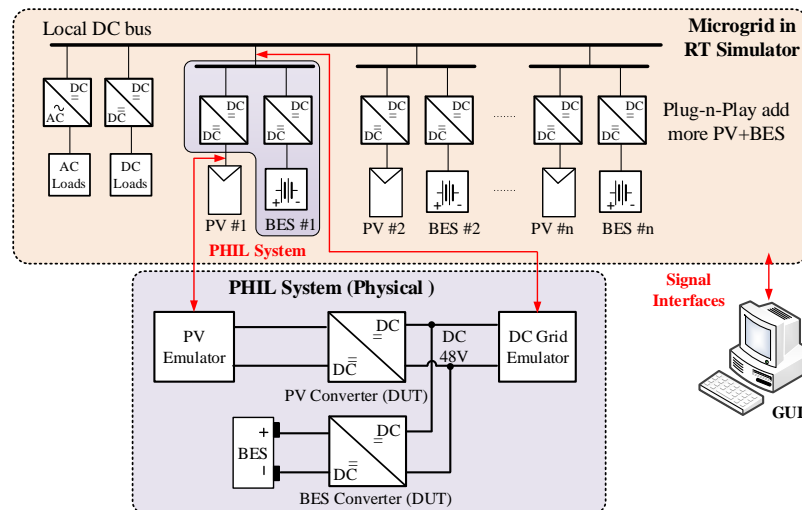 Local DC bus
Microgrid in
RT Simulator
DC
AC
DC
DC
DC
DC
DC
DC
DC
DC
DC
DC
DC
DC
DC
Plug-n-Play add
more PV+BES
........
........
AC
Loads
DC
Loads
+ -
+ -
+ -
PV #1
BES #1
PV #2
BES #2
PV #n
BES #n
PHIL System
Signal
Interfaces
PHIL System (Physical )
PV
Emulator
DC
DC
DC
48V
DC Grid
Emulator
PV Converter (DUT)
GUI
BES
+
−
DC
DC
BES Converter (DUT)